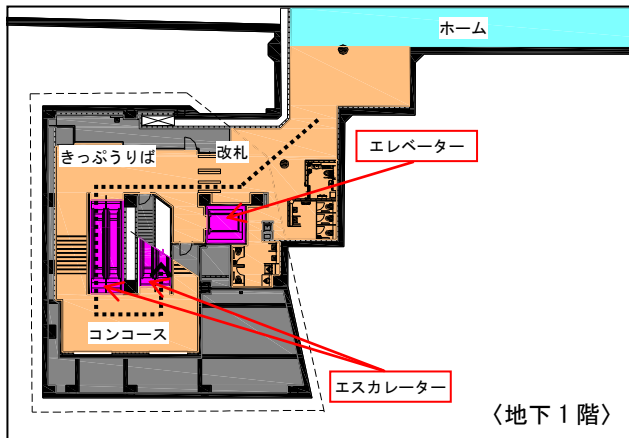 ホーム
エレベーター
改札
きっぷうりば
コンコース
エスカレーター
〈地下１階〉